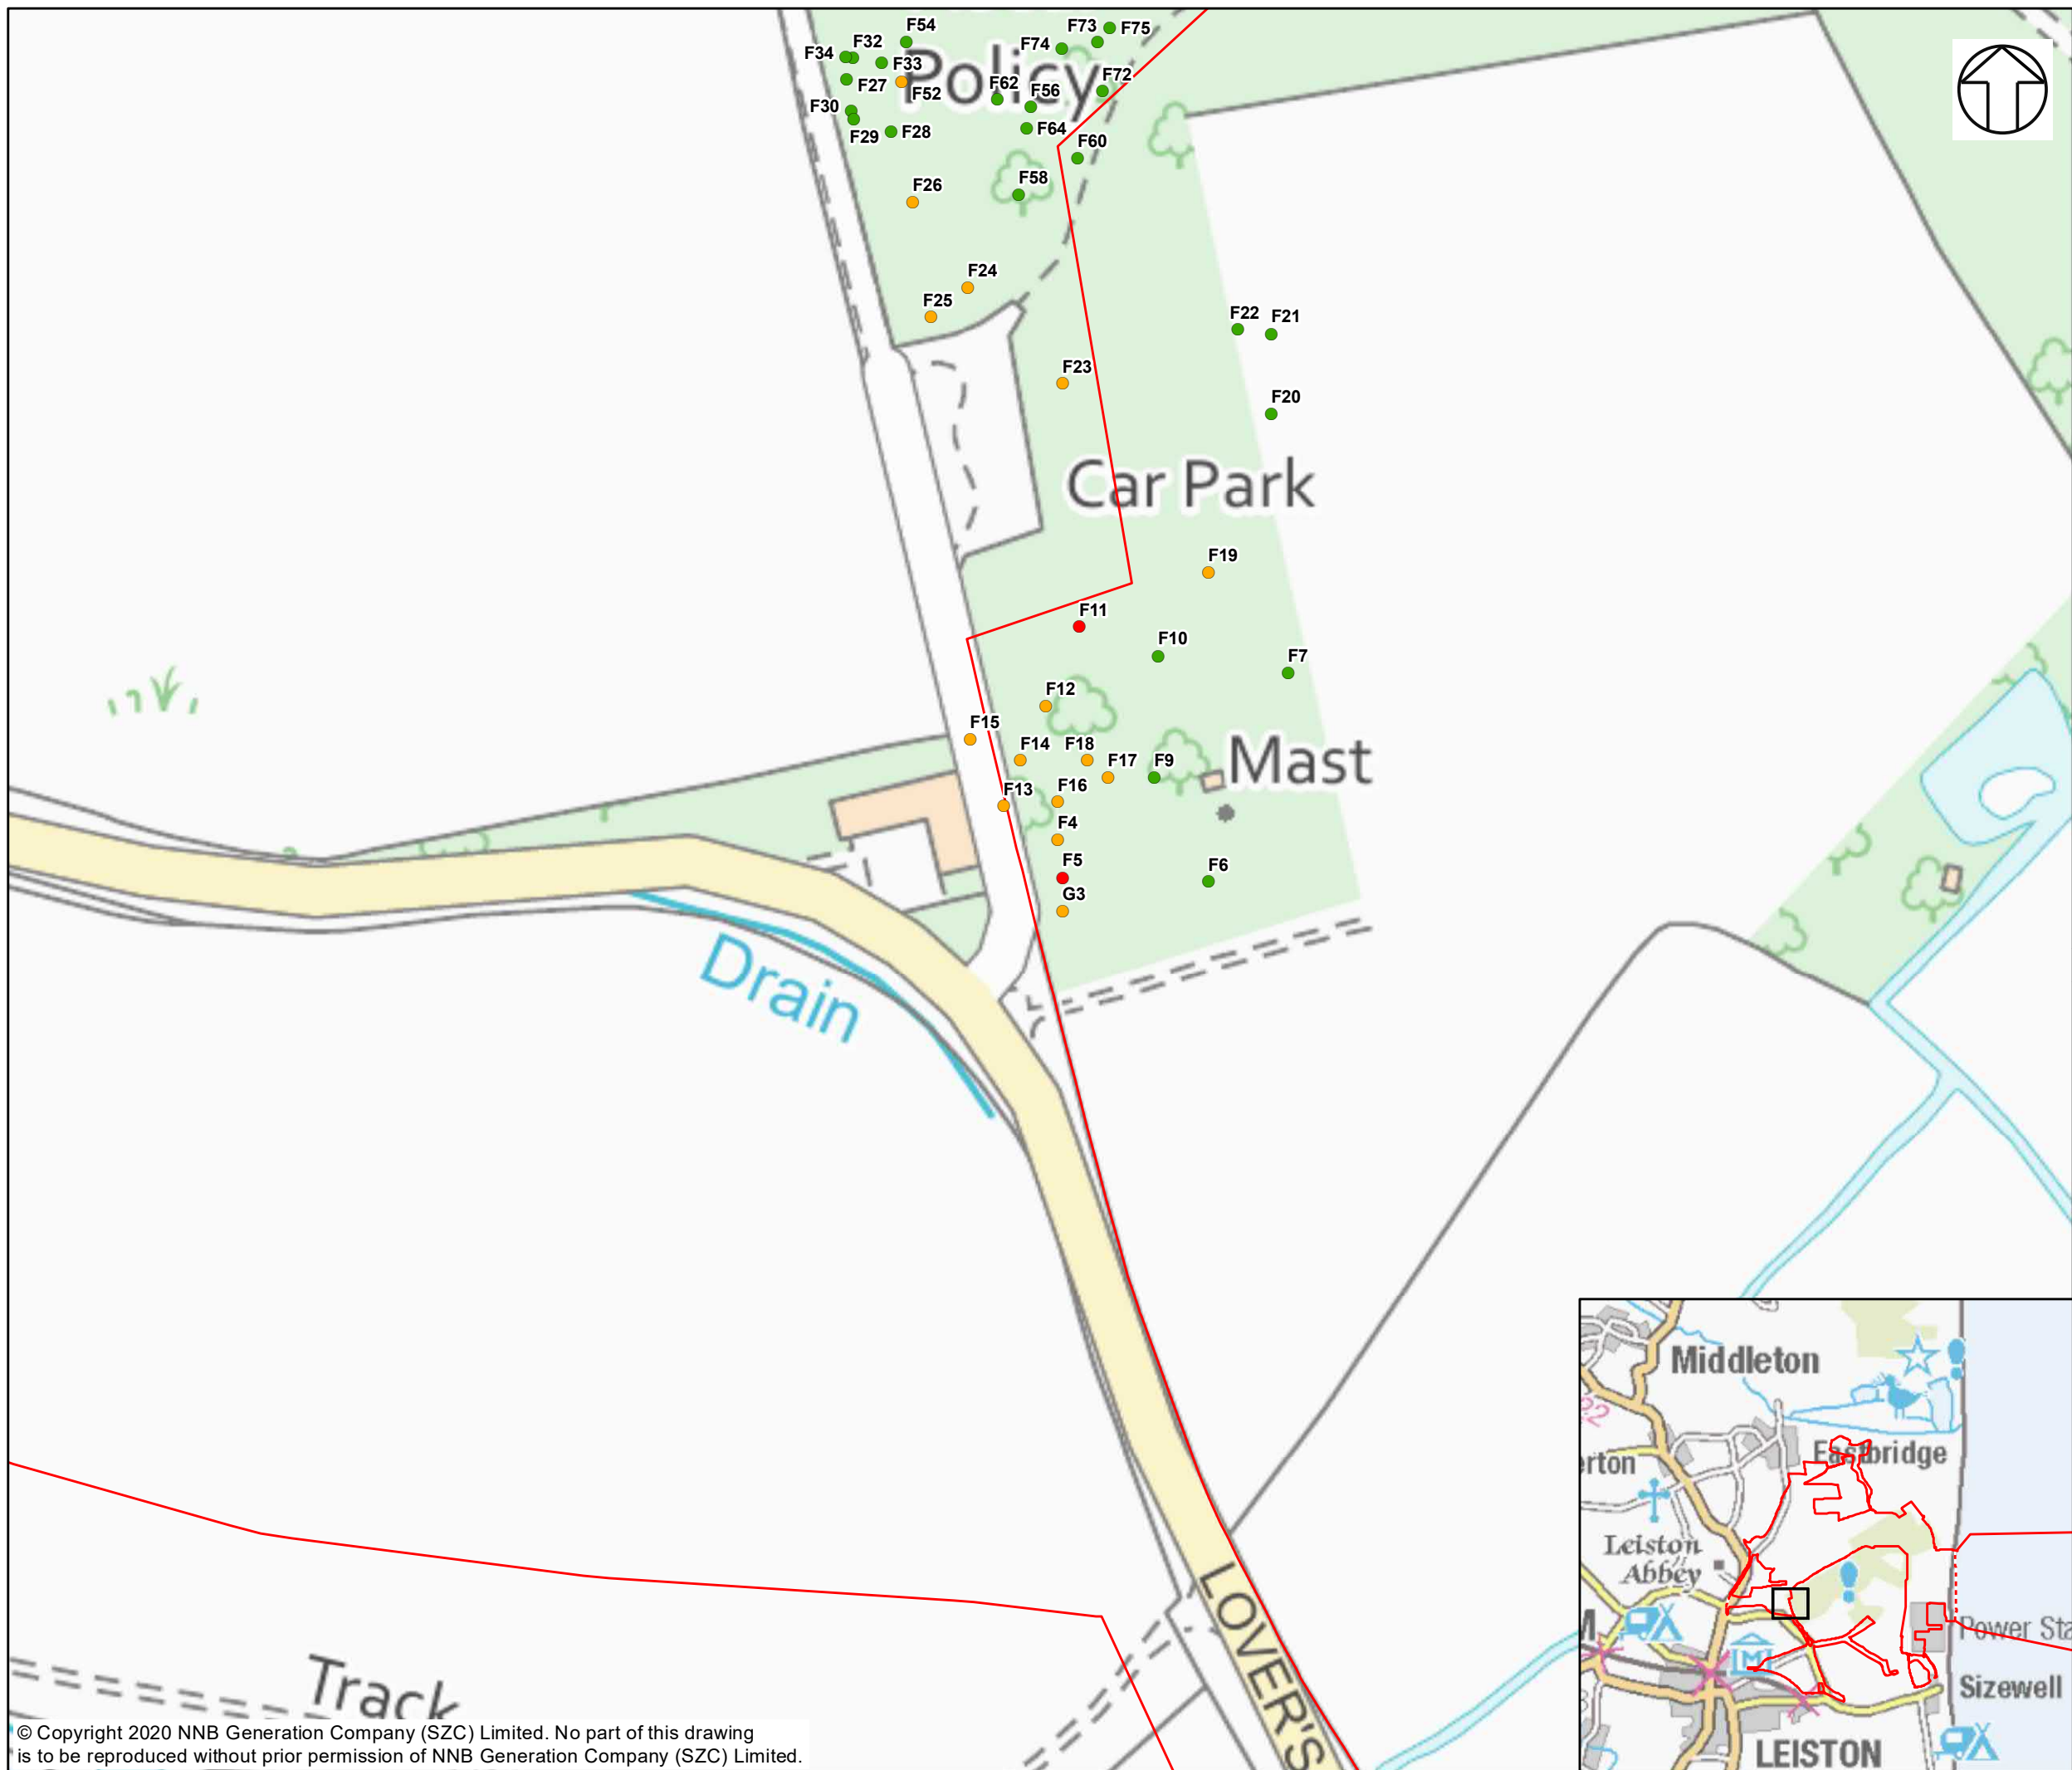 F54
F73
F75
F34
F32
F74
F33
Policy
F27
F52
F62
F72
F56
F30
F29
F28
F64
F60
F26
F58
F24
F25
F22
F21
F23
F20
Car Park
F19
F11
F10
F7
F12
F15
F14
F18
F17
F9
Mast
F13
F16
F4
F5
F6
G3
Drain
LOVER'S
Track
© Copyright 2020 NNB Generation Company (SZC) Limited. No part of this drawing
is to be reproduced without prior permission of NNB Generation Company (SZC) Limited.
Middleton
22
Eastbridge
erton
Leiston
Abbey
M
M
Power Sta
Sizewell
LEISTON